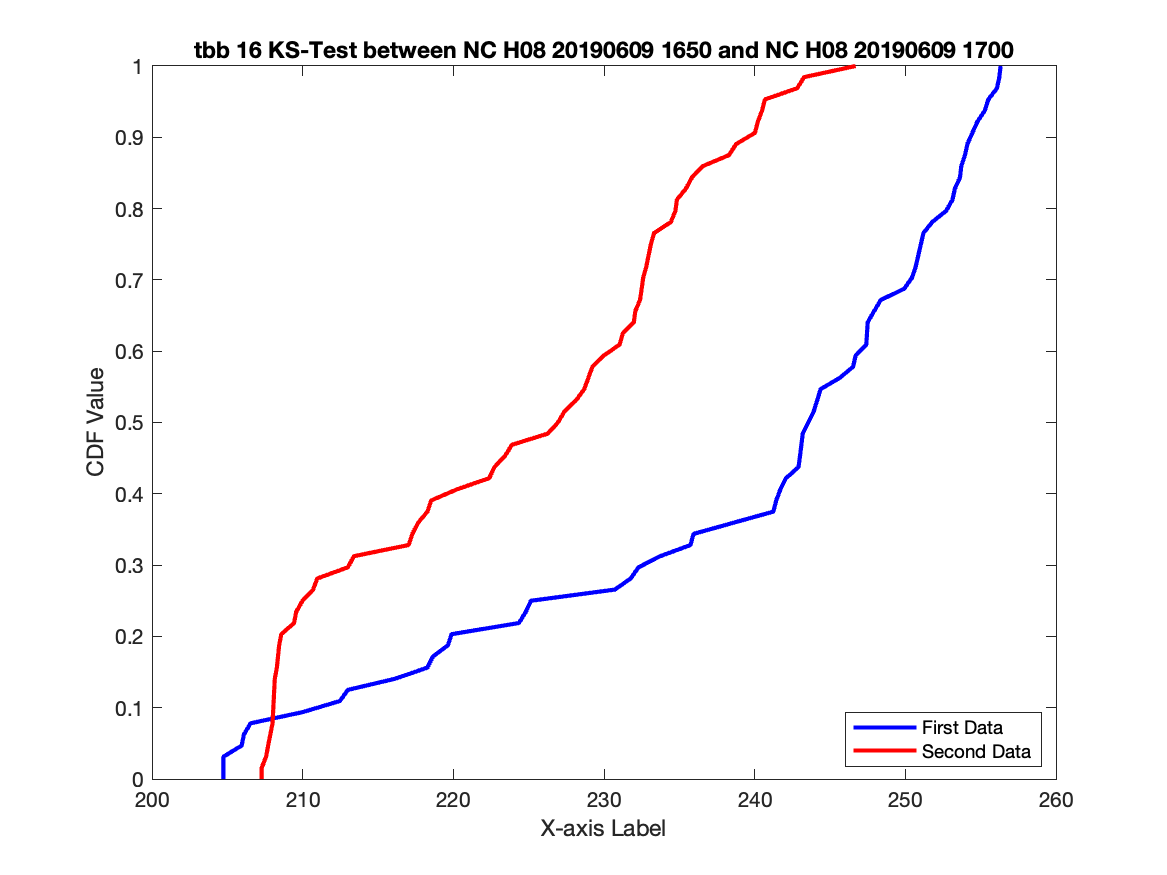 tbb 16 KS-Test between NC H08 20190609 1650 and NC H08 20190609 1700
1
0.9
0.8
0.7
0.6
0.5
0.4
0.3
0.2
0.1
0
CDF Value
First Data
Second Data
200 210 220 230 240 250 260
X-axis Label